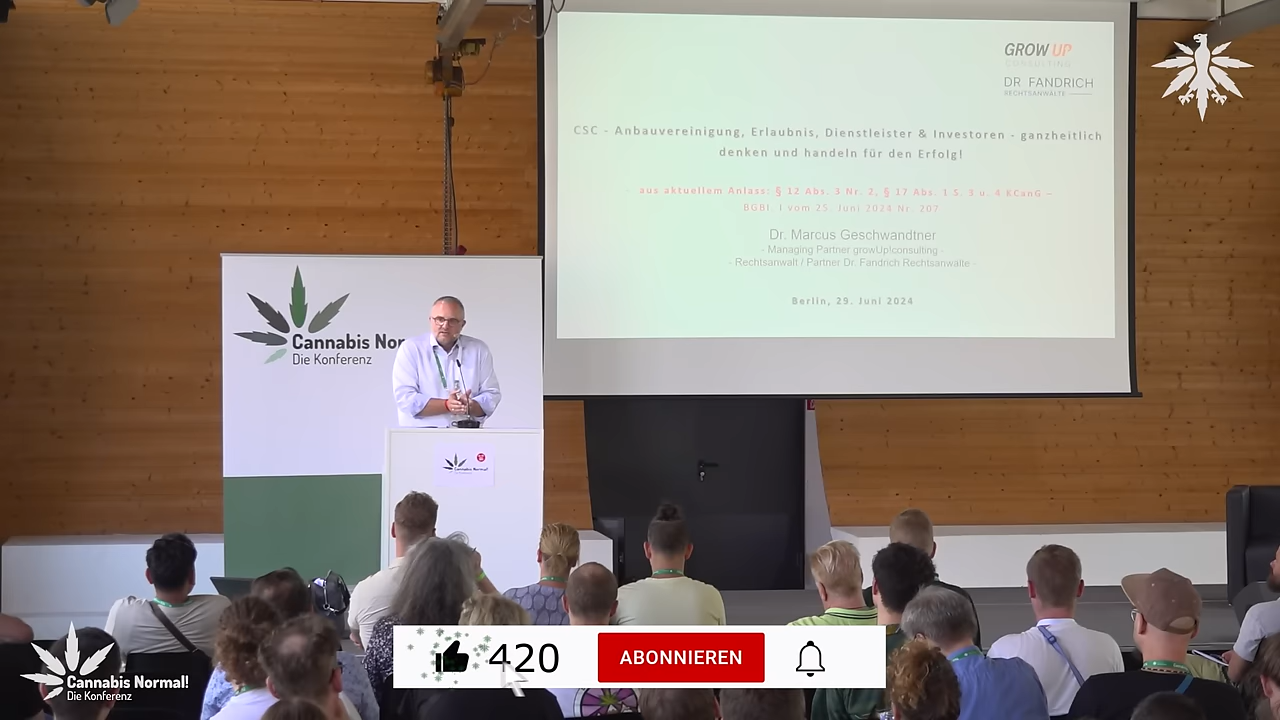 GROW UP
CONSULTING
DR. FANDRICH
RECHTSANWÄLTE
CSC - Anbauvereinigung, Erlaubnis, Dienstleister & Investoren - ganzheitlich
denken und handeln für den Erfolg!
aus aktuellem Anlass: § 12 Abs. 3 Nr. 2, § 17 Abs. 1 S. 3 u. 4 KCanG –
BGBl. I vom 25. Juni 2024 Nr. 207
Dr. Marcus Geschwandtner
- Managing Partner growUp!consulting -
- Rechtsanwalt / Partner Dr. Fandrich Rechtsanwälte -
Berlin, 29. Juni 2024
Cannabis Nor
Die Konferenz
Cannabis Normal!
Cannabis Normal!
Die Konferenz
420
ABONNIEREN